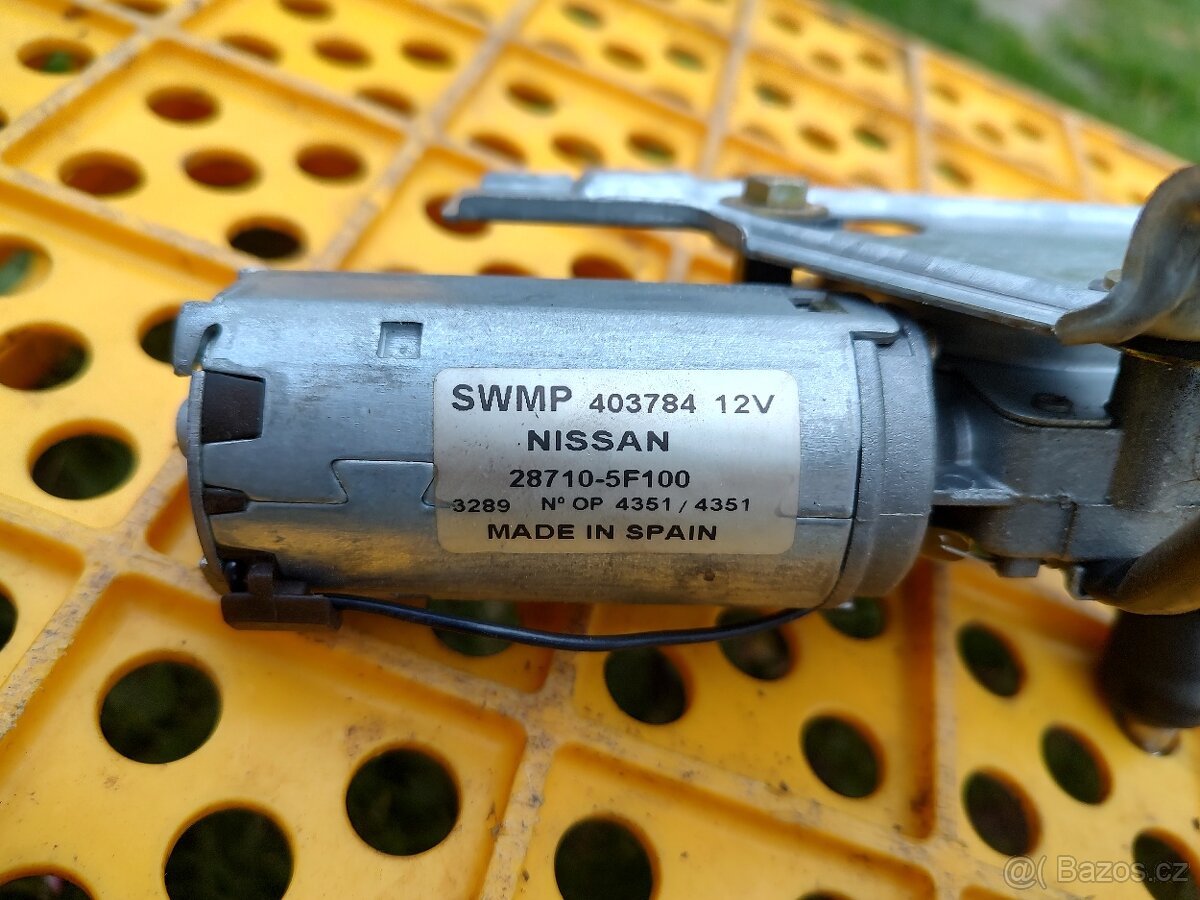 SWMP 403784 12V
NISSAN
28710-5F100
3289 Nº OP 4351 / 4351
MADE IN SPAIN
@( Bazos.cz